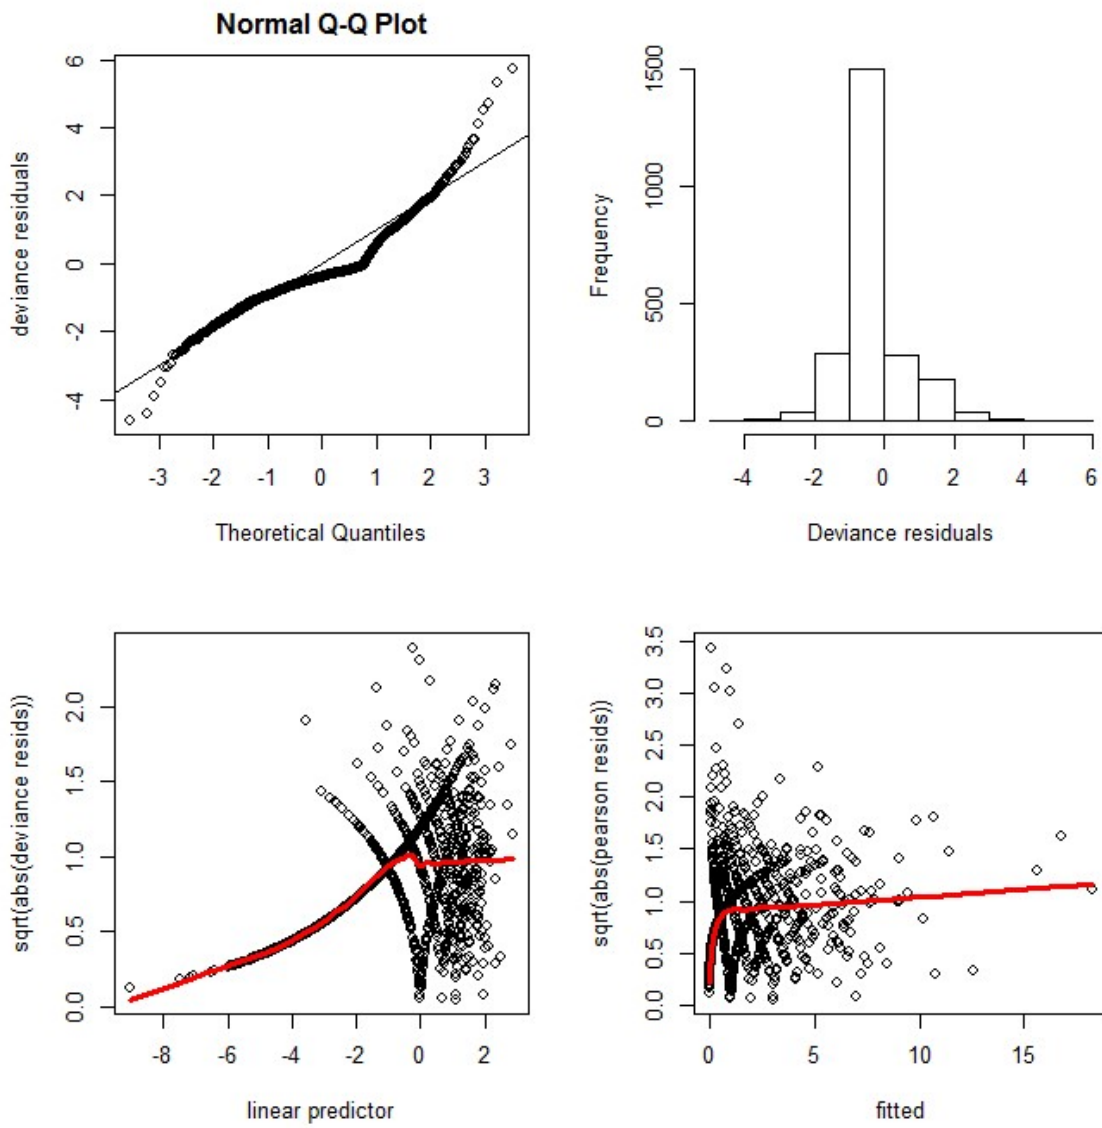 Normal Q-Q Plot
deviance residuals
6
4
2
0
-2
-4
-3 -2 -1 0 1 2 3
Theoretical Quantiles
Frequency
1500
1000
500
0
-4 -2 0 2 4 6
Deviance residuals
sqrt(abs(deviance resids))
2.0
1.5
1.0
0.5
0.0
-8 -6 -4 -2 0 2
linear predictor
sqrt(abs(pearson resids))
3.5
3.0
2.5
2.0
1.5
1.0
0.5
0.0
0 5 10 15
fitted